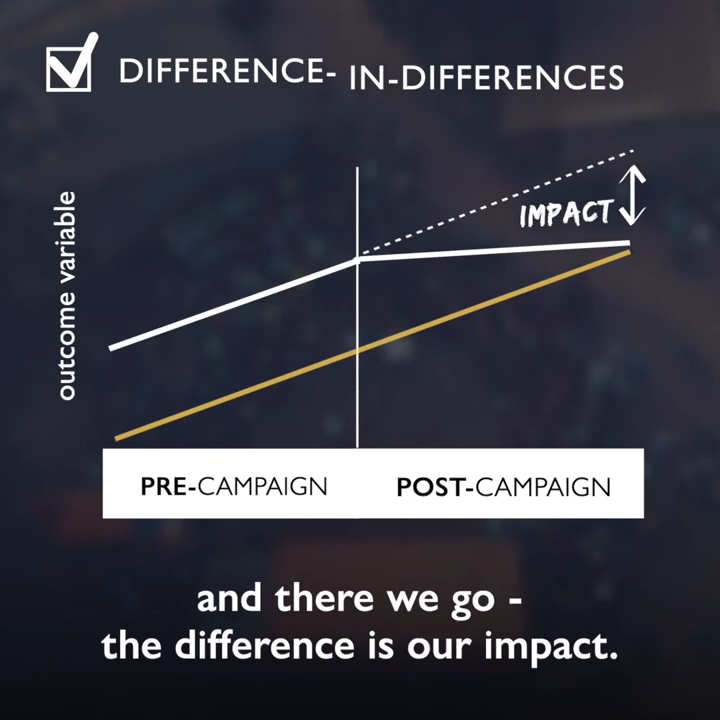 DIFFERENCE- IN-DIFFERENCES
outcome variable
IMPACT
PRE-CAMPAIGN
POST-CAMPAIGN
and there we go -
the difference is our impact.